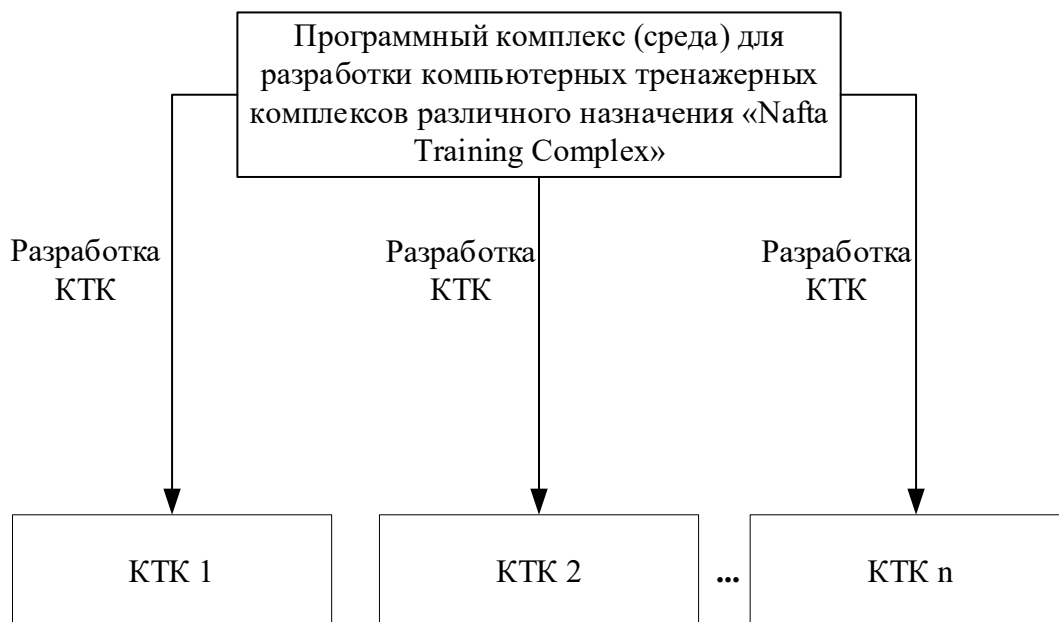 Программный комплекс (среда) для
разработки компьютерных тренажерных
комплексов различного назначения «Nafta
Training Complex»
Разработка
КТК
Разработка
КТК
Разработка
КТК
КТК 1
КТК 2
...
КТК n